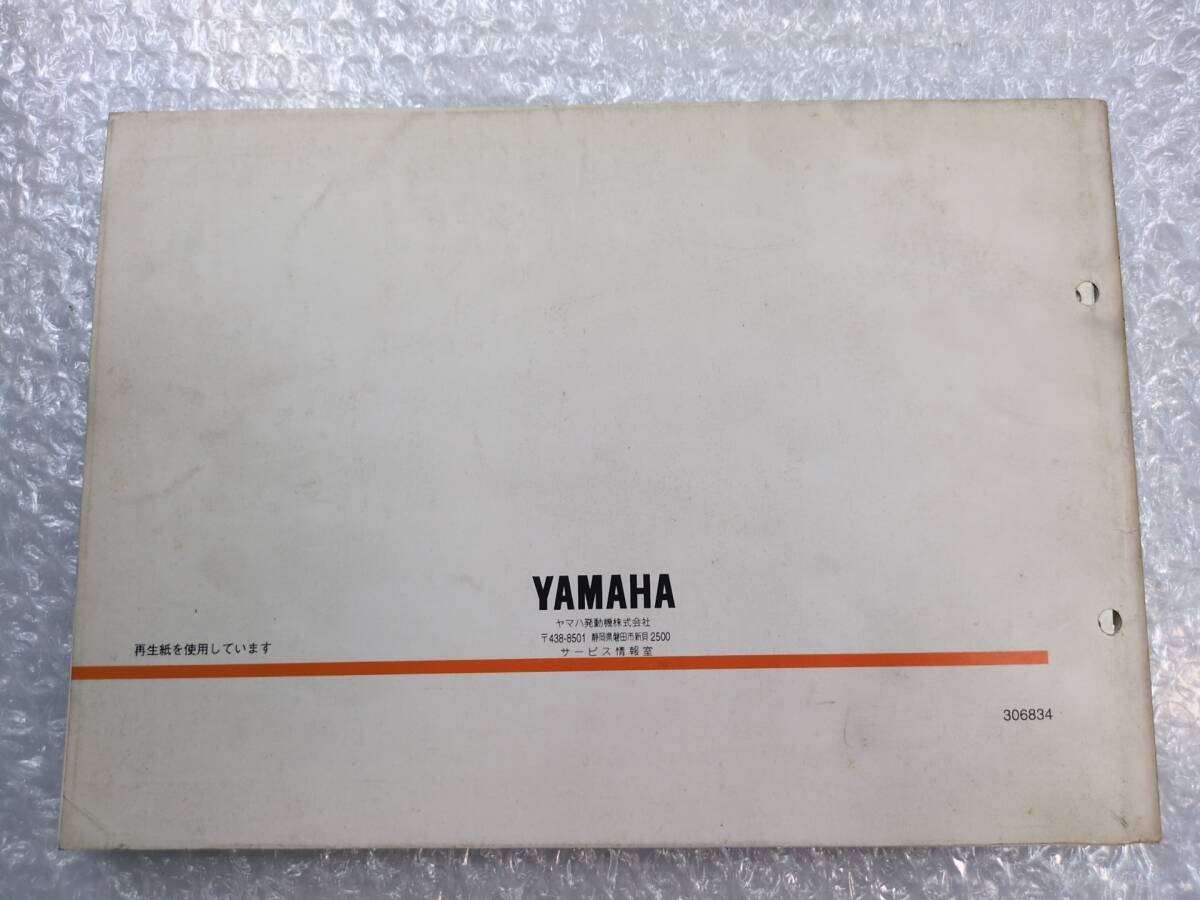 YAMAHA
ヤマハ発動機株式会社
〒438-8501 静岡県磐田市新貝2500
サービス情報室
再生紙を使用しています
306834